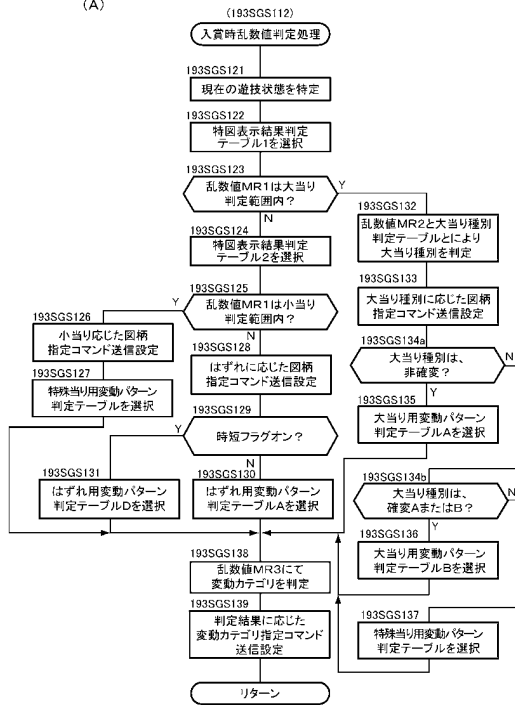 (A)
(193SGS112)
入賞時乱数値判定処理
193SGS121
現在の遊技状態を特定
193SGS122
特図表示結果判定
テーブル1を選択
193SGS123
乱数値MR1は大当り
判定範囲内?
Y
N
193SGS124
特図表示結果判定
テーブル2を選択
193SGS125
乱数値MR1は小当り
判定範囲内?
Y
N
193SGS126
小当り応じた図柄
指定コマンド送信設定
193SGS127
特殊当り用変動パターン
判定テーブルを選択
193SGS128
はずれに応じた図柄
指定コマンド送信設定
193SGS129
時短フラグオン?
Y
N
193SGS131
はずれ用変動パターン
判定テーブルDを選択
193SGS130
はずれ用変動パターン
判定テーブルAを選択
193SGS132
乱数値MR2と大当り種別
判定テーブルとにより
大当り種別を判定
193SGS133
大当り種別に応じた図柄
指定コマンド送信設定
193SGS134a
大当り種別は、
非確変?
N
Y
193SGS135
大当り用変動パターン
判定テーブルAを選択
193SGS134b
大当り種別は、
確変AまたはB?
N
Y
193SGS136
大当り用変動パターン
判定テーブルBを選択
193SGS137
特殊当り用変動パターン
判定テーブルを選択
193SGS138
乱数値MR3にて
変動カテゴリを判定
193SGS139
判定結果に応じた
変動カテゴリ指定コマンド
送信設定
リターン